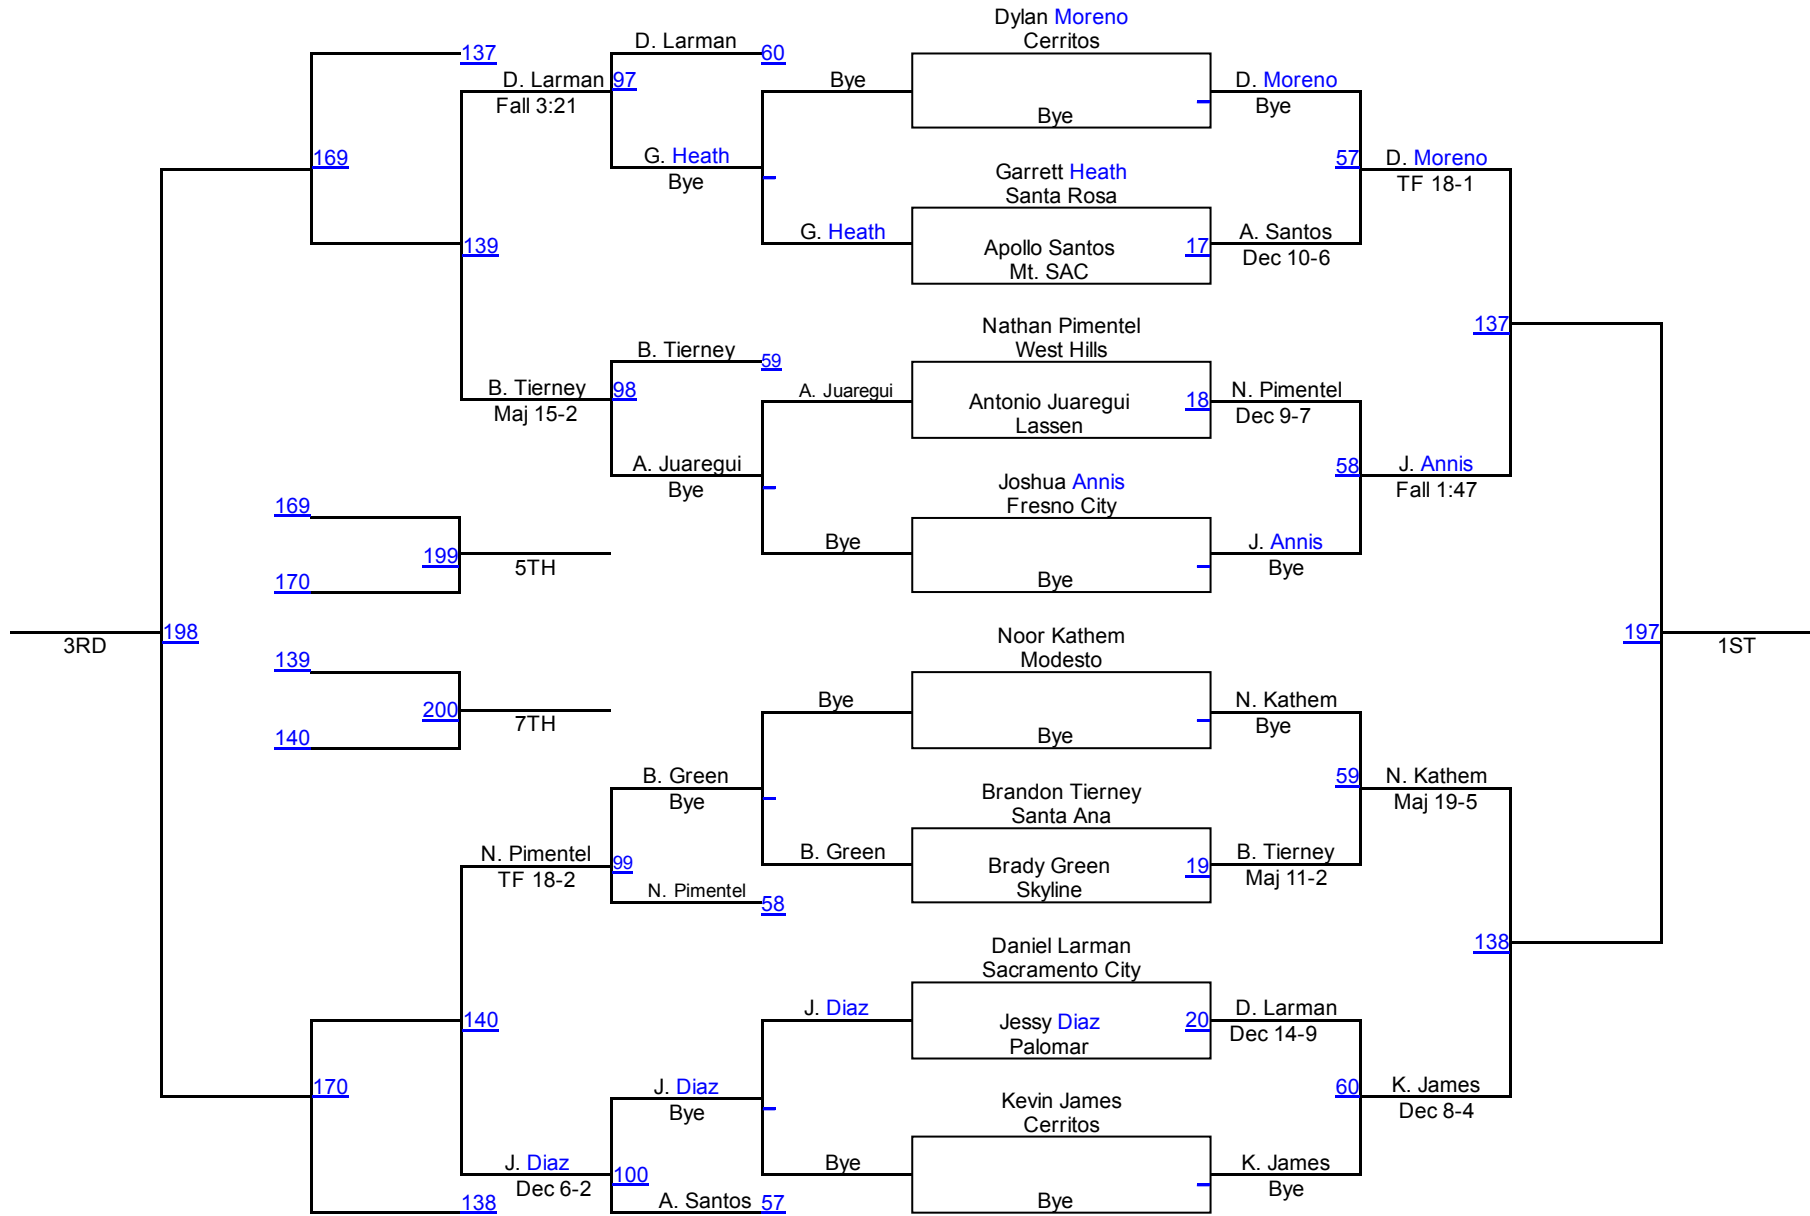 Dylan Moreno
Cerritos
137
D. Larman
60
D. Larman
97
Fall 3:21
Bye
D. Moreno
Bye
Bye
G. Heath
Bye
169
57
D. Moreno
TF 18-1
Garrett Heath
Santa Rosa
139
G. Heath
Apollo Santos
Mt. SAC
17
A. Santos
Dec 10-6
137
Nathan Pimentel
West Hills
B. Tierney
59
B. Tierney
98
Maj 15-2
A. Juaregui
Antonio Juaregui
Lassen
18
N. Pimentel
Dec 9-7
A. Juaregui
Bye
58
J. Annis
Fall 1:47
Joshua Annis
Fresno City
169
199
5TH
170
Bye
Bye
J. Annis
Bye
3RD
198
Noor Kathem
Modesto
197
1ST
139
200
7TH
140
Bye
Bye
N. Kathem
Bye
B. Green
Bye
59
N. Kathem
Maj 19-5
Brandon Tierney
Santa Ana
N. Pimentel
TF 18-2
99
B. Green
Brady Green
Skyline
19
B. Tierney
Maj 11-2
N. Pimentel
58
138
Daniel Larman
Sacramento City
140
J. Diaz
Jessy Diaz
Palomar
20
D. Larman
Dec 14-9
170
J. Diaz
Bye
60
K. James
Dec 8-4
Kevin James
Cerritos
J. Diaz
Dec 6-2
100
Bye
Bye
K. James
Bye
138
A. Santos
57